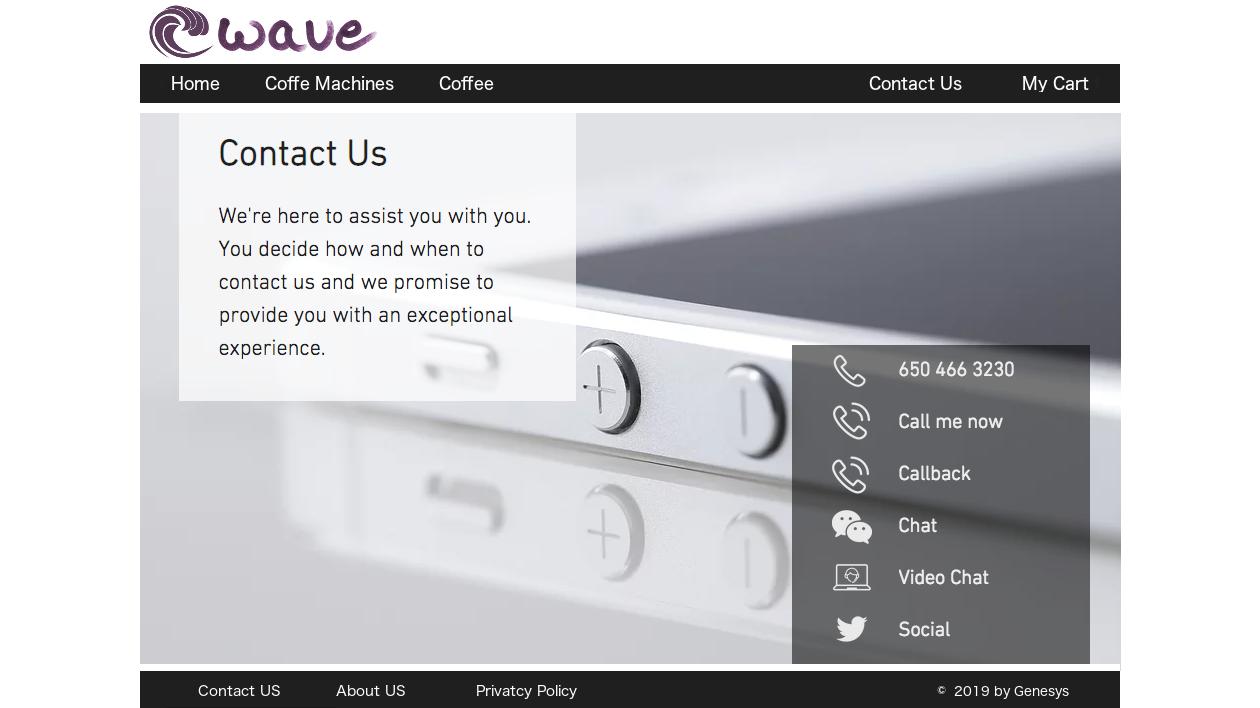 wave
Home Coffe Machines Coffee Contact Us My Cart
Contact Us
We're here to assist you with you.
You decide how and when to
contact us and we promise to
provide you with an exceptional
experience.
650 466 3230
Call me now
Callback
Chat
Video Chat
Social
Contact US About US Privatcy Policy © 2019 by Genesys